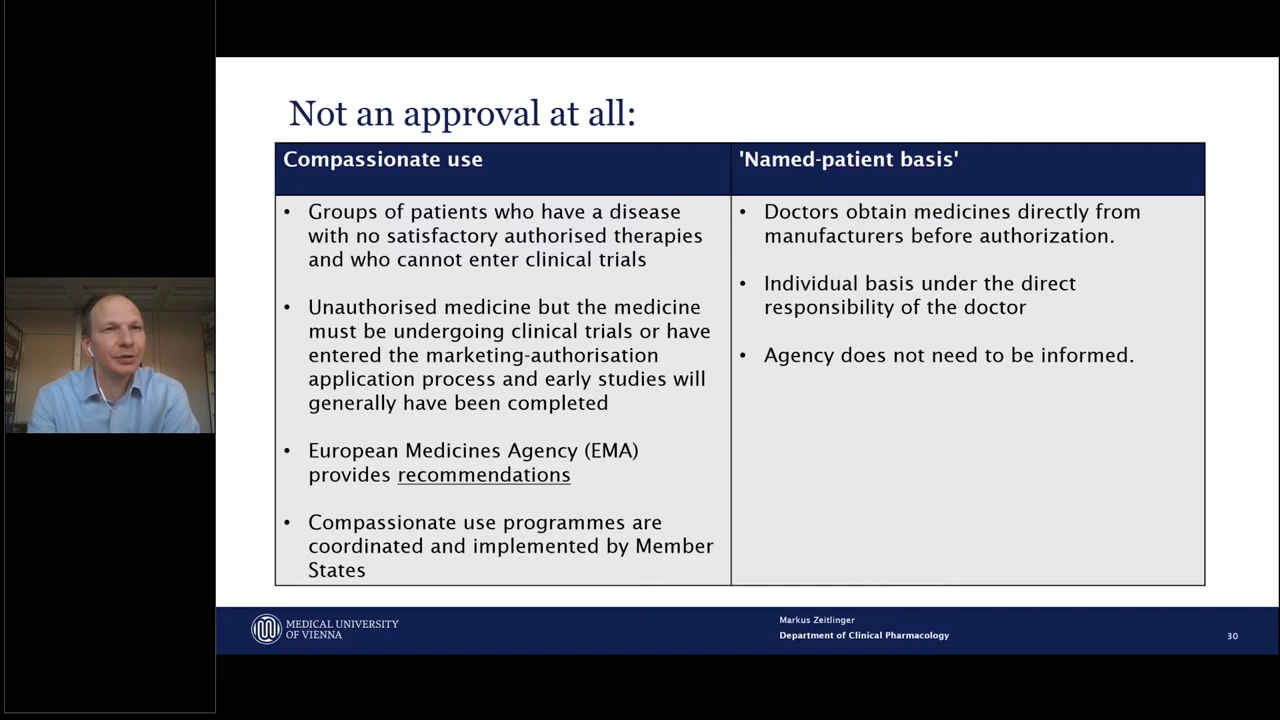 Not an approval at all:
Compassionate use
• Groups of patients who have a disease
with no satisfactory authorised therapies
and who cannot enter clinical trials
• Unauthorised medicine but the medicine
must be undergoing clinical trials or have
entered the marketing-authorisation
application process and early studies will
generally have been completed
• European Medicines Agency (EMA)
provides recommendations
• Compassionate use programmes are
coordinated and implemented by Member
States
'Named-patient basis'
• Doctors obtain medicines directly from
manufacturers before authorization.
• Individual basis under the direct
responsibility of the doctor
• Agency does not need to be informed.
MEDICAL UNIVERSITY
OF VIENNA
Markus Zeitlinger
Department of Clinical Pharmacology
30